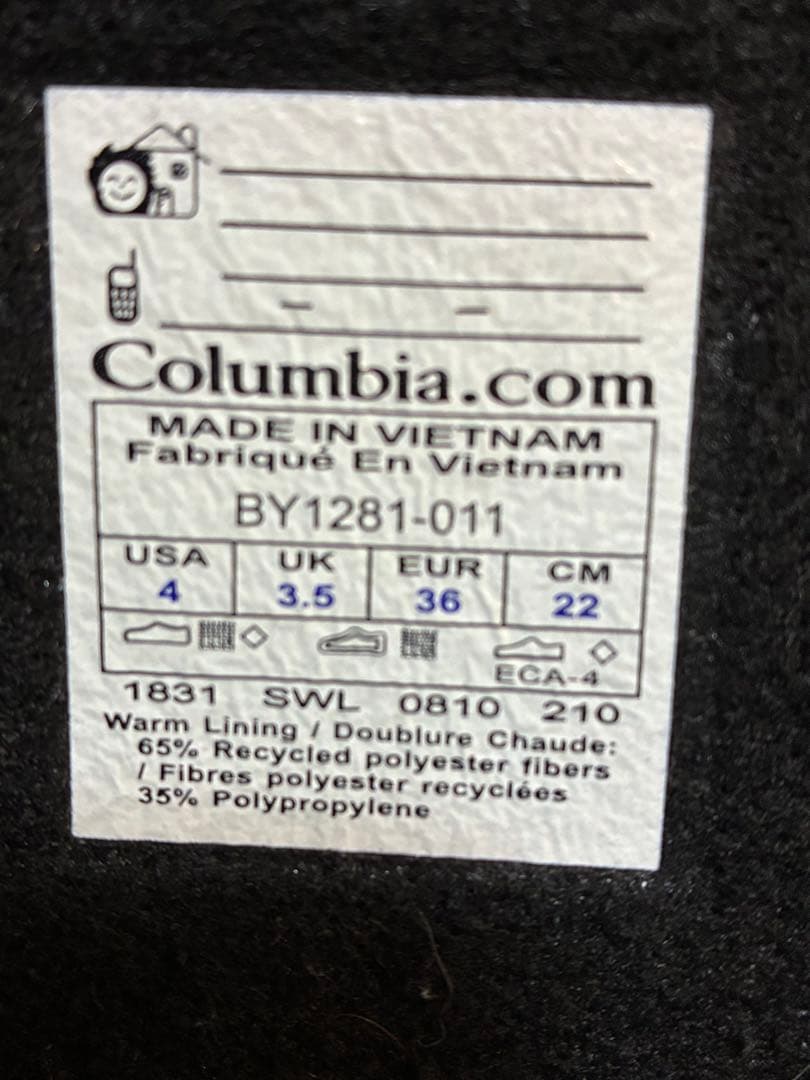 Columbia.com
MADE IN VIETNAM
Fabriqué En Vietnam
BY1281-011
USA UK EUR CM
4 3.5 36 22
ECA-4
1831 SWL 0810 210
Warm Lining / Doublure Chaude:
65% Recycled polyester fibers
/ Fibres polyester recyclées
35% Polypropylene